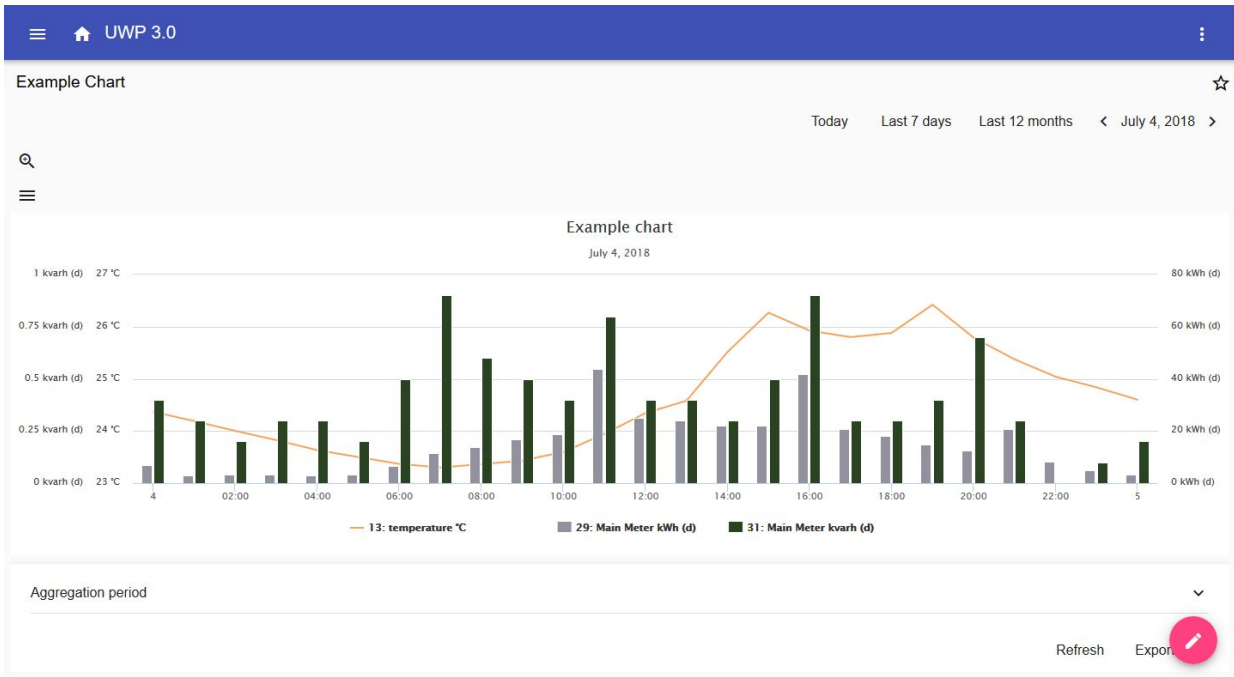 UWP 3.0
Example Chart
Today Last 7 days Last 12 months July 4, 2018
Example chart
July 4, 2018
1 kvarh (d) 27 °C 80 kWh (d)
0.75 kvarh (d) 26 °C 60 kWh (d)
0.5 kvarh (d) 25 °C 40 kWh (d)
0.25 kvarh (d) 24 °C 20 kWh (d)
0 kvarh (d) 23 °C 0 kWh (d)
4 02:00 04:00 06:00 08:00 10:00 12:00 14:00 16:00 18:00 20:00 22:00 5
13: temperature °C 29: Main Meter kWh (d) 31: Main Meter kvarh (d)
Aggregation period
Refresh